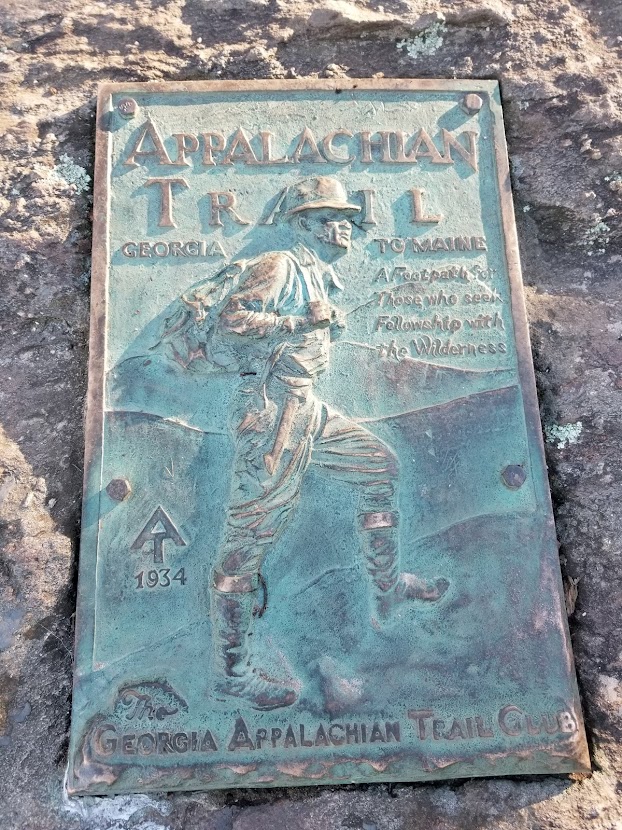 APPALACHIAN
TRAIL
GEORGIA TO MAINE
A Footpath for
Those who seek
Fellowship with
the Wilderness
AT
1934
The
GEORGIA APPALACHIAN TRAIL CLUB